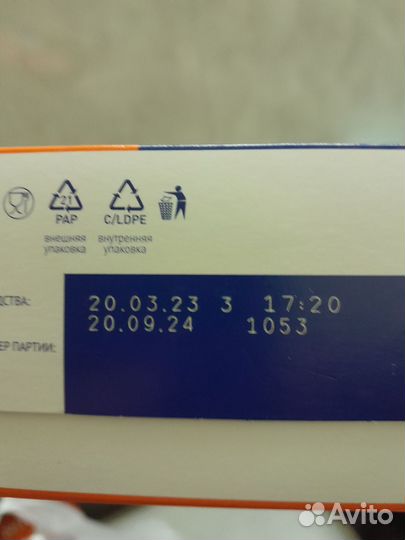 21
PAP C/LDPE
внешняя внутренняя
упаковка упаковка
ДСТВА: 20.03.23 3 17:20
20.09.24 1053
ЕР ПАРТИИ:
Avito